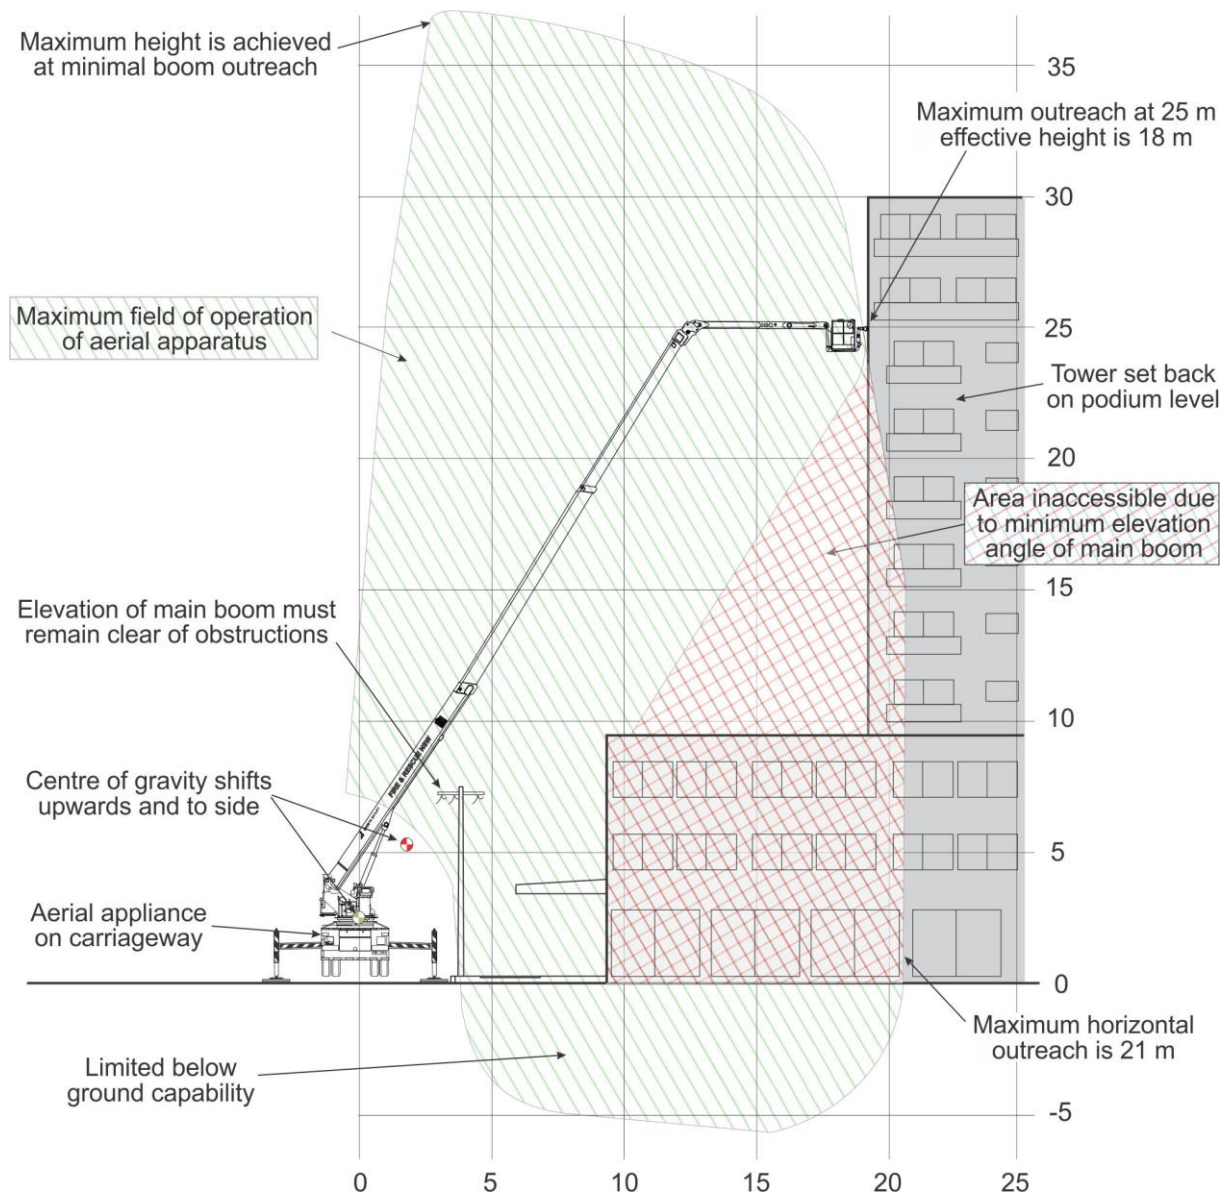 Maximum height is achieved
at minimal boom outreach
35
Maximum outreach at 25 m
effective height is 18 m
30
Maximum field of operation
of aerial apparatus
25
Tower set back
on podium level
20
Area inaccessible due
to minimum elevation
angle of main boom
15
Elevation of main boom must
remain clear of obstructions
10
FIRE & RESCUE NSW
Centre of gravity shifts
upwards and to side
5
Aerial appliance
on carriageway
0
Maximum horizontal
outreach is 21 m
Limited below
ground capability
-5
0 5 10 15 20 25